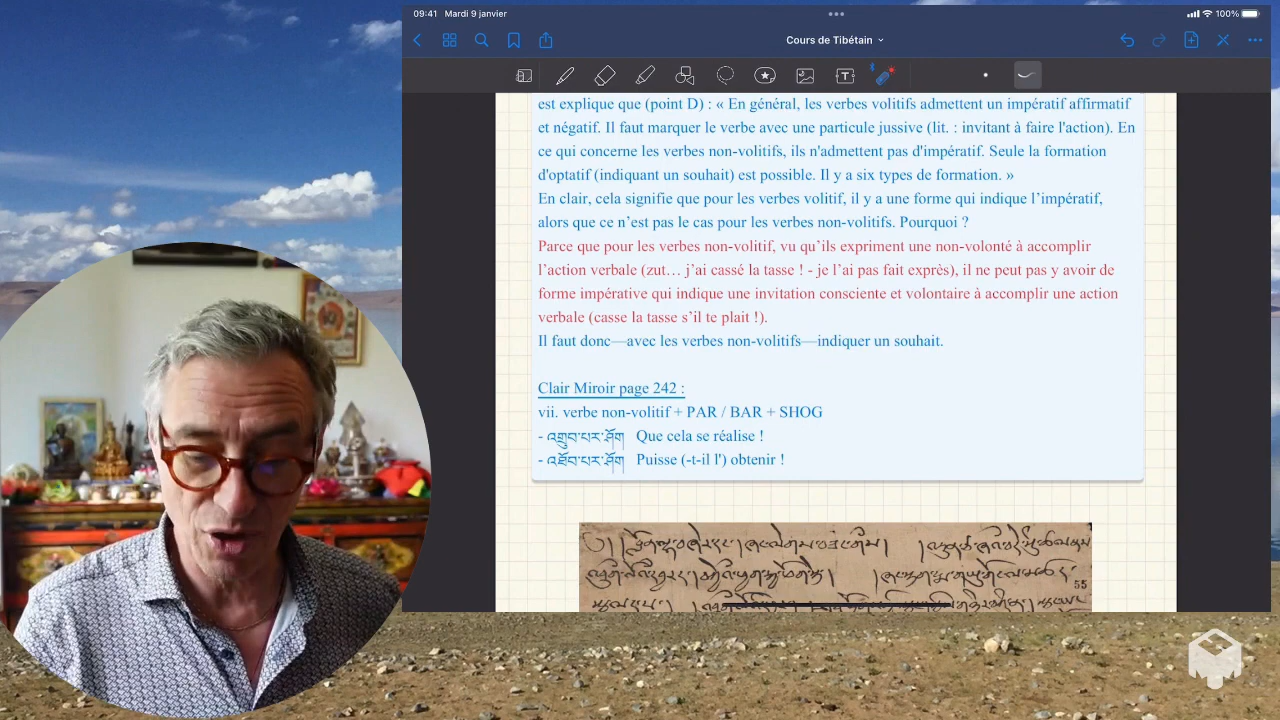 09:41 Mardi 9 janvier
100%
Cours de Tibétain
est explique que (point D) : « En général, les verbes volitifs admettent un impératif affirmatif
et négatif. Il faut marquer le verbe avec une particule jussive (lit. : invitant à faire l'action). En
ce qui concerne les verbes non-volitifs, ils n'admettent pas d'impératif. Seule la formation
d'optatif (indiquant un souhait) est possible. Il y a six types de formation. »
En clair, cela signifie que pour les verbes volitif, il y a une forme qui indique l’impératif,
alors que ce n’est pas le cas pour les verbes non-volitifs. Pourquoi ?
Parce que pour les verbes non-volitif, vu qu’ils expriment une non-volonté à accomplir
l’action verbale (zut… j’ai cassé la tasse ! - je l’ai pas fait exprès), il ne peut pas y avoir de
forme impérative qui indique une invitation consciente et volontaire à accomplir une action
verbale (casse la tasse s’il te plait !).
Il faut donc—avec les verbes non-volitifs—indiquer un souhait.
Clair Miroir page 242 :
vii. verbe non-volitif + PAR / BAR + SHOG
- འགྲུབ་པར་ཤོག Que cela se réalise !
- འཐོབ་པར་ཤོག Puisse (-t-il l') obtenir !
55